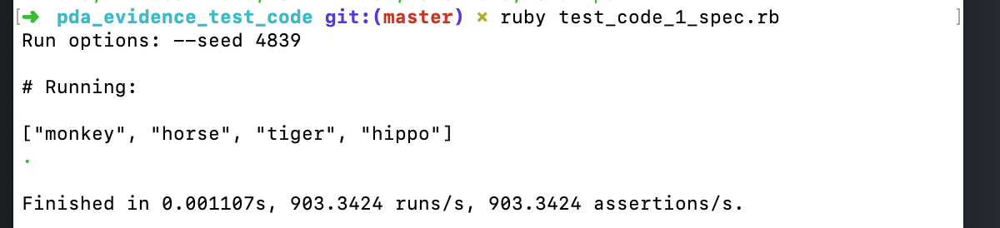 [➜ pda_evidence_test_code git:(master) × ruby test_code_1_spec.rb ]
Run options: --seed 4839
# Running:
["monkey", "horse", "tiger", "hippo"]
.
Finished in 0.001107s, 903.3424 runs/s, 903.3424 assertions/s.